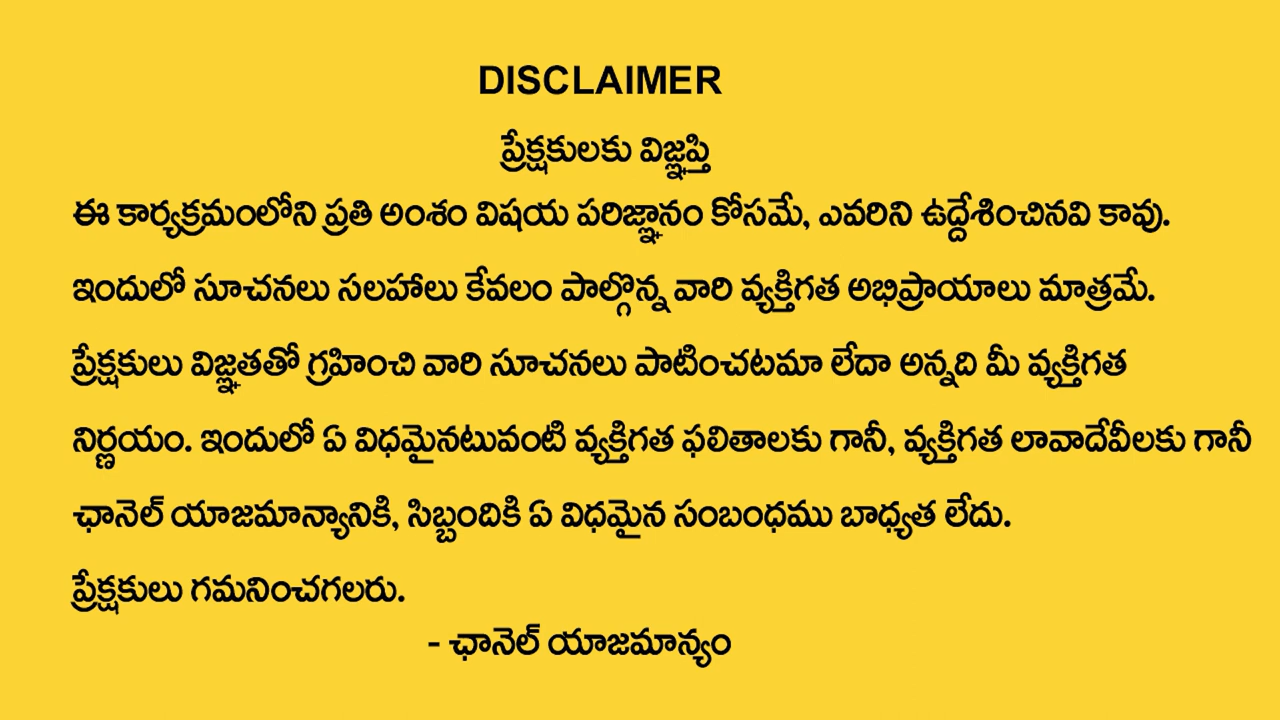 DISCLAIMER
ప్రేక్షకులకు విజ్ఞప్తి
ఈ కార్యక్రమంలోని ప్రతి అంశం విషయ పరిజ్ఞానం కోసమే, ఎవరిని ఉద్దేశించినవి కావు.
ఇందులో సూచనలు సలహాలు కేవలం పాల్గొన్న వారి వ్యక్తిగత అభిప్రాయాలు మాత్రమే.
ప్రేక్షకులు విజ్ఞతతో గ్రహించి వారి సూచనలు పాటించటమా లేదా అన్నది మీ వ్యక్తిగత
నిర్ణయం. ఇందులో ఏ విధమైనటువంటి వ్యక్తిగత ఫలితాలకు గానీ, వ్యక్తిగత లావాదేవీలకు గానీ
ఛానెల్ యాజమాన్యానికి, సిబ్బందికి ఏ విధమైన సంబంధము బాధ్యత లేదు.
ప్రేక్షకులు గమనించగలరు.
- ఛానెల్ యాజమాన్యం